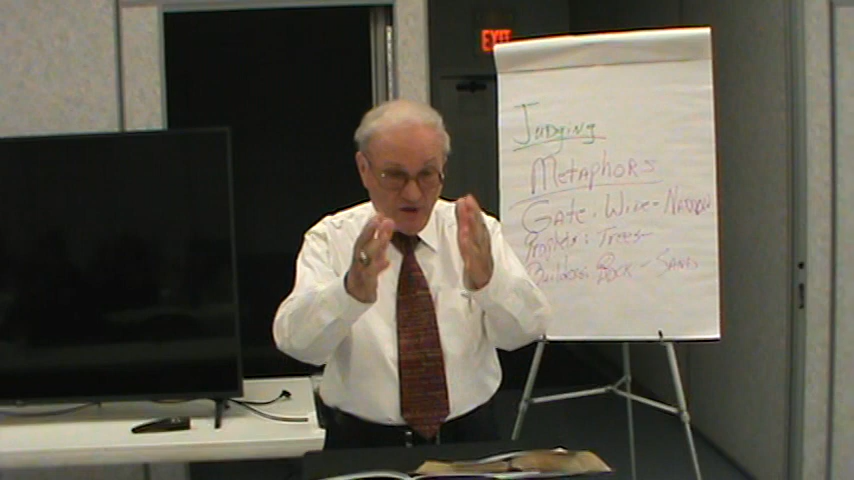 EXIT
Judging
Metaphors
Gate. Wide - Narrow
Prophets: Trees
Builders: Rock - Sand